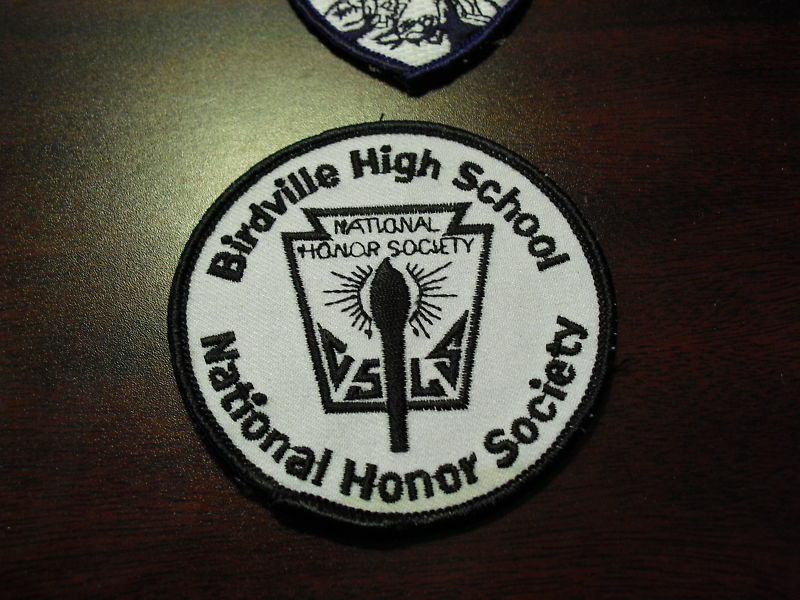 Birdville High School
NATIONAL
HONOR SOCIETY
C S L S
National Honor Society